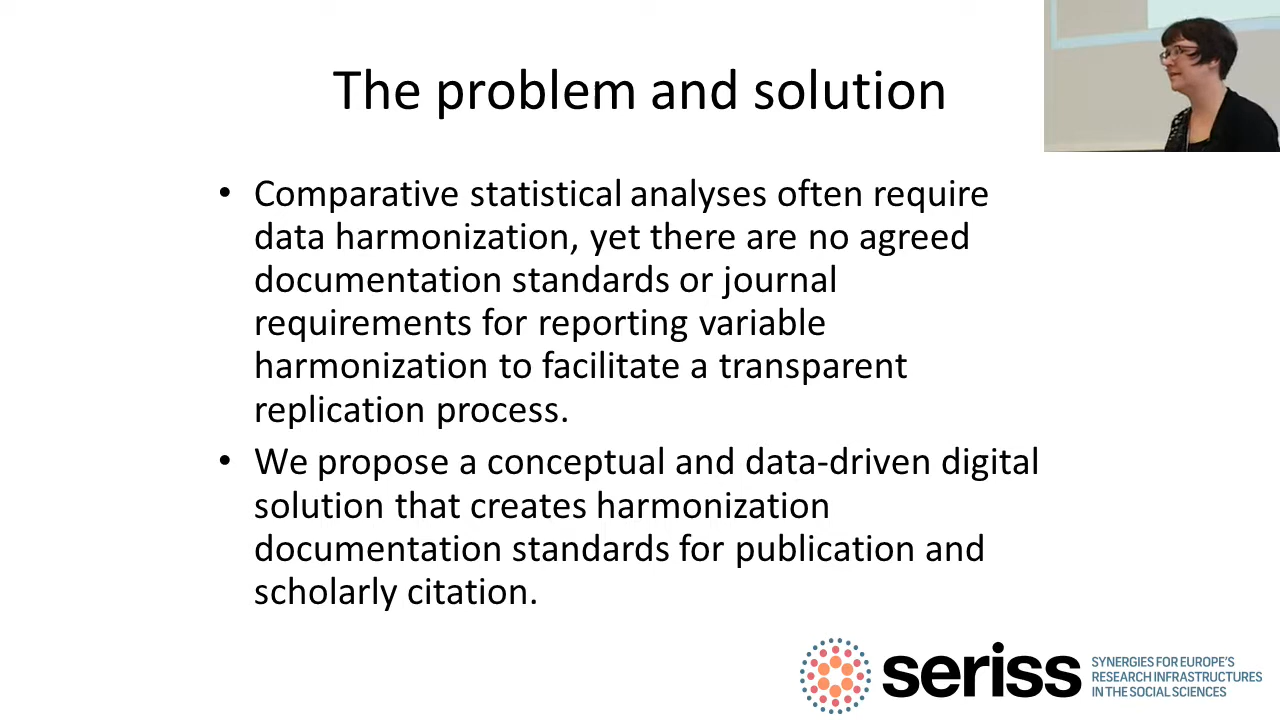 The problem and solution
• Comparative statistical analyses often require
data harmonization, yet there are no agreed
documentation standards or journal
requirements for reporting variable
harmonization to facilitate a transparent
replication process.
• We propose a conceptual and data-driven digital
solution that creates harmonization
documentation standards for publication and
scholarly citation.
seriss
SYNERGIES FOR EUROPE'S
RESEARCH INFRASTRUCTURES
IN THE SOCIAL SCIENCES